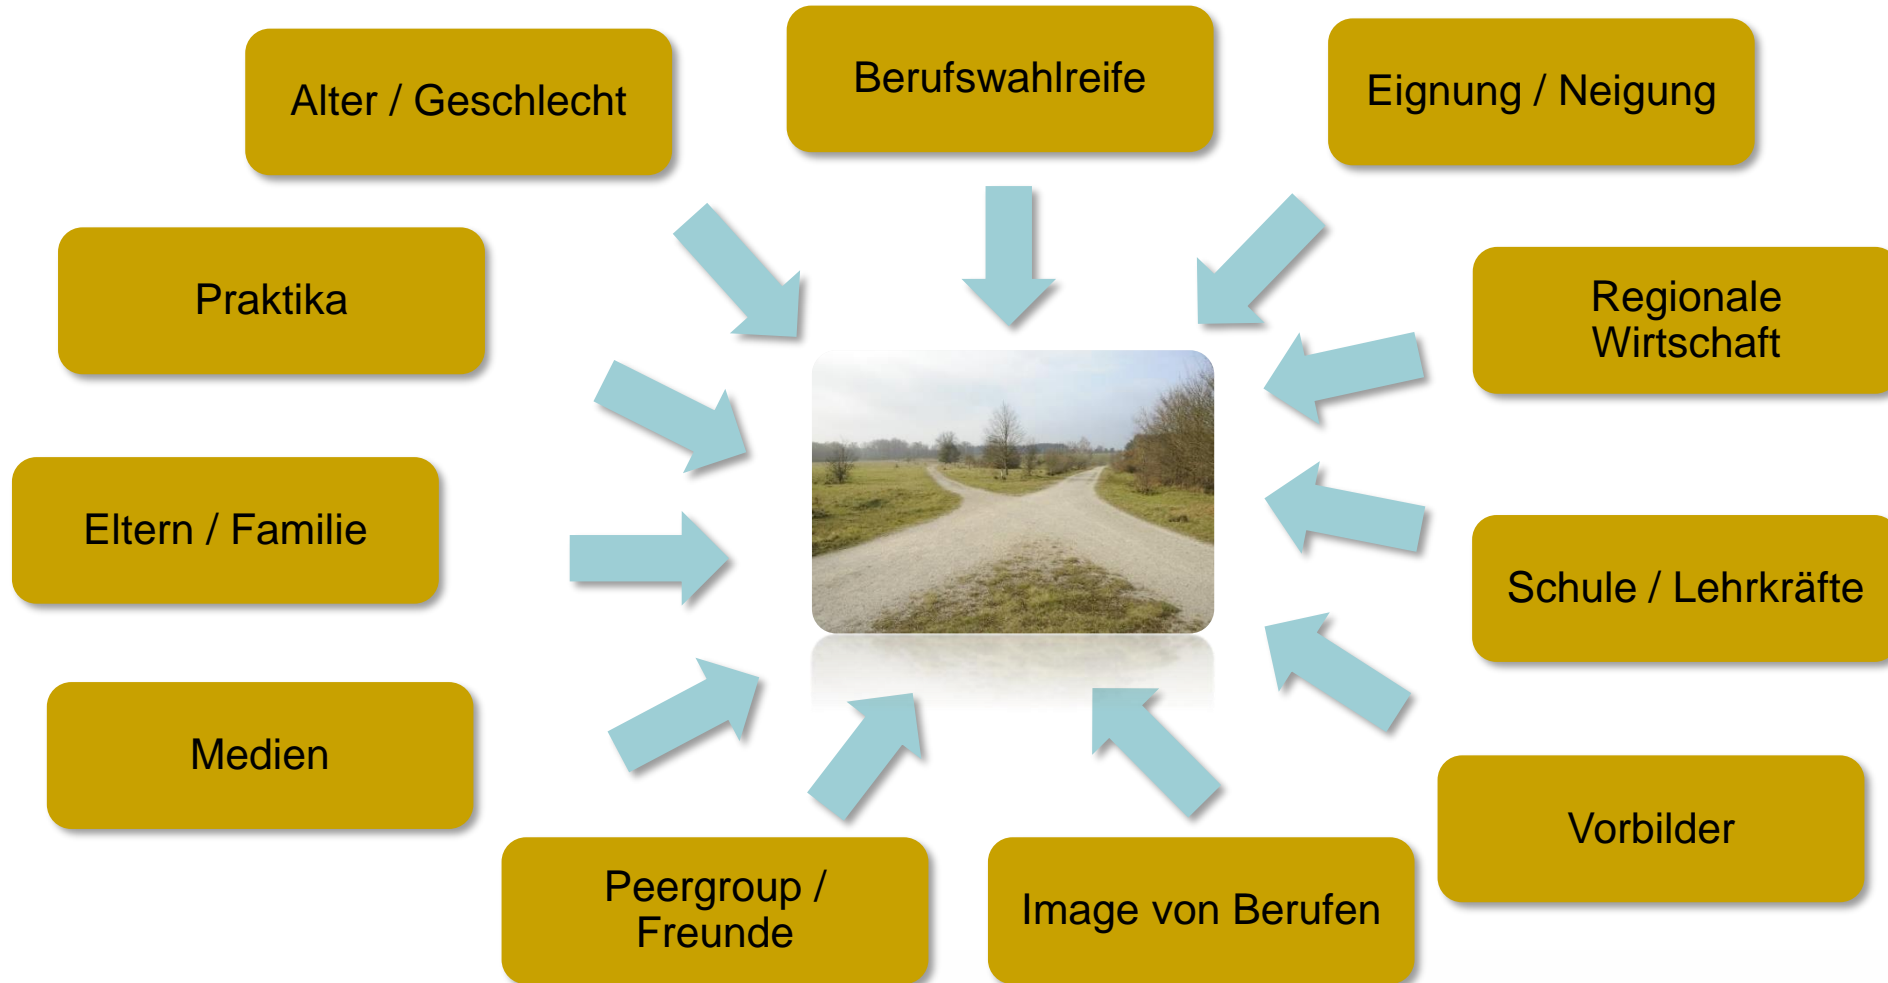 Berufswahlreife
Eignung / Neigung
Alter / Geschlecht
Praktika
Regionale
Wirtschaft
Eltern / Familie
Schule / Lehrkräfte
Medien
Vorbilder
Peergroup /
Freunde
Image von Berufen